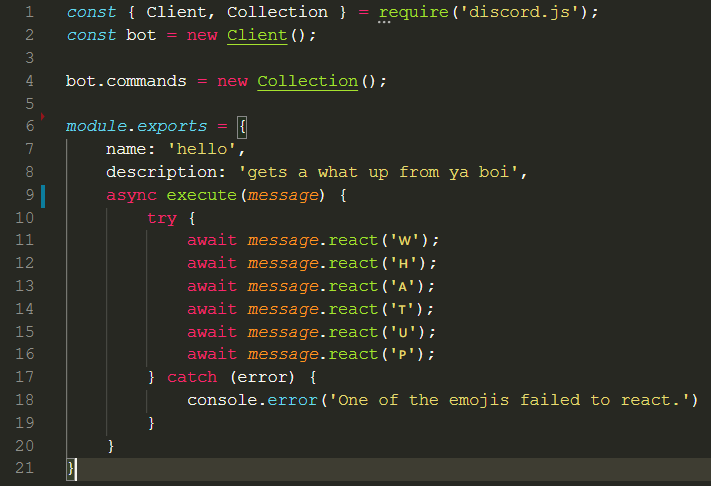 1 const { Client, Collection } = require('discord.js');
2 const bot = new Client();
3
4 bot.commands = new Collection();
5
6 module.exports = {
7 name: 'hello',
8 description: 'gets a what up from ya boi',
9 async execute(message) {
10 try {
11 await message.react('🇼');
12 await message.react('🇭');
13 await message.react('🇦');
14 await message.react('🇹');
15 await message.react('🇺');
16 await message.react('🇵');
17 } catch (error) {
18 console.error('One of the emojis failed to react.')
19 }
20 }
21 }